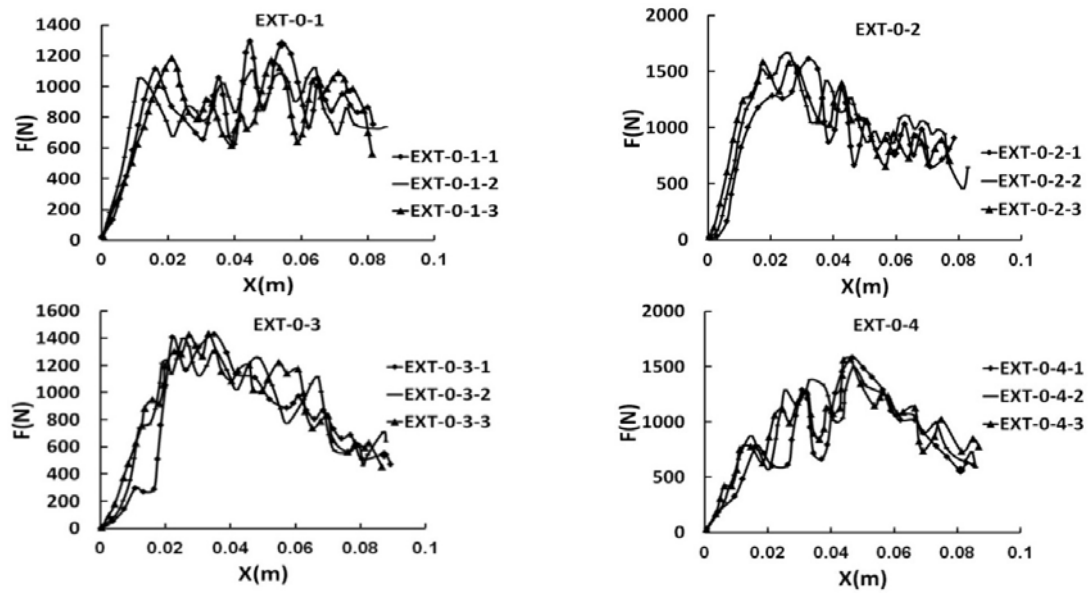 EXT-0-1
1400
1200
1000
800
600
400
200
0
F(N)
EXT-0-1-1
EXT-0-1-2
EXT-0-1-3
0 0.02 0.04 0.06 0.08 0.1
X(m)
EXT-0-2
2000
1500
1000
500
0
F(N)
EXT-0-2-1
EXT-0-2-2
EXT-0-2-3
0 0.02 0.04 0.06 0.08 0.1
X(m)
EXT-0-3
1600
1400
1200
1000
800
600
400
200
0
F(N)
EXT-0-3-1
EXT-0-3-2
EXT-0-3-3
0 0.02 0.04 0.06 0.08 0.1
X(m)
EXT-0-4
2000
1500
1000
500
0
F(N)
EXT-0-4-1
EXT-0-4-2
EXT-0-4-3
0 0.02 0.04 0.06 0.08 0.1
X(m)